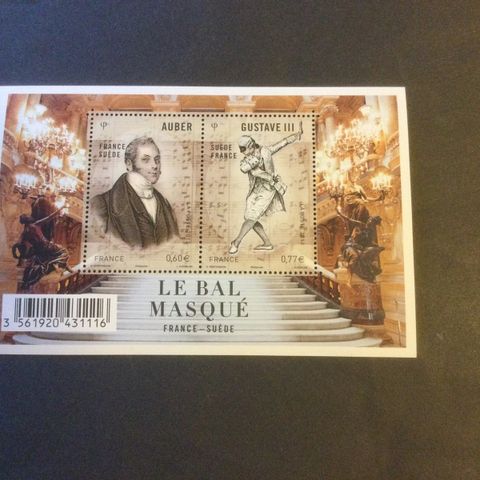 AUBER
FRANCE
SUÈDE
FRANCE 0,60€
GUSTAVE III
SUÈDE
FRANCE
FRANCE 0,77€
LE BAL
MASQUÉ
FRANCE–SUÈDE
3 561920 431116